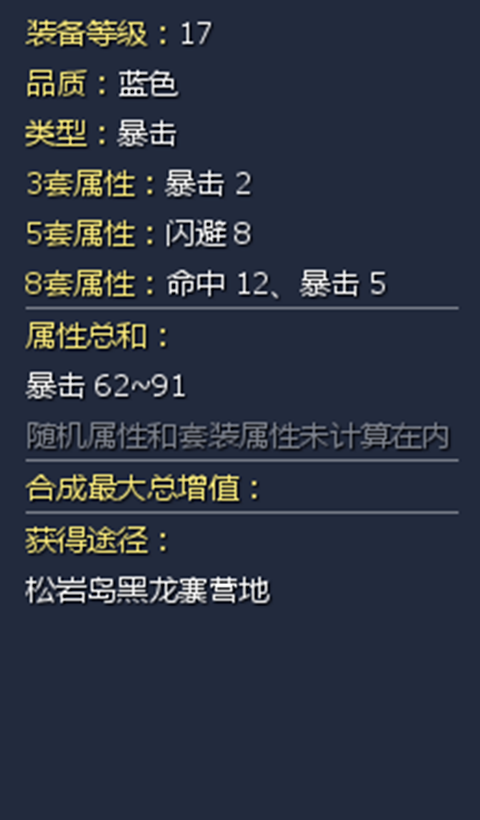 装备等级：17
品质：蓝色
类型：暴击
3套属性：暴击 2
5套属性：闪避 8
8套属性：命中 12、暴击 5
属性总和：
暴击 62~91
随机属性和套装属性未计算在内
合成最大总增值：
获得途径：
松岩岛黑龙寨营地